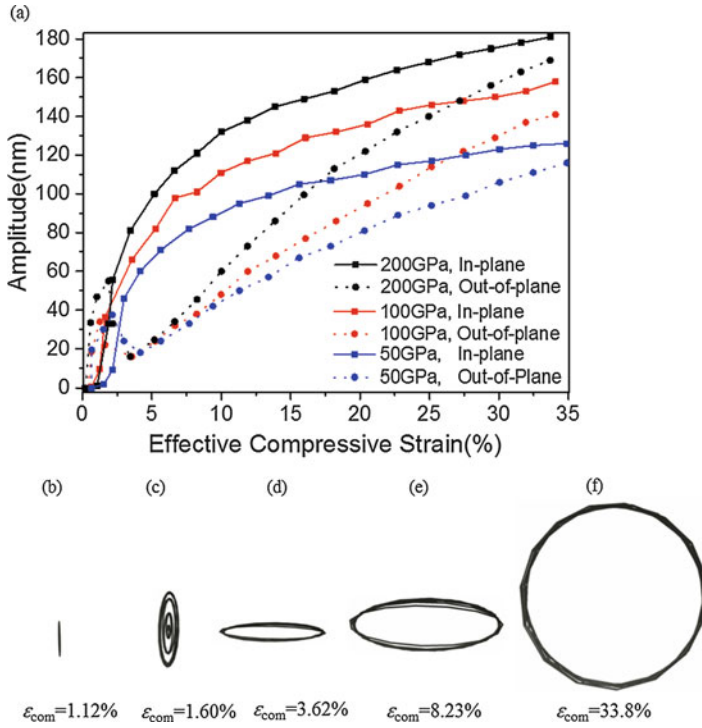 (a)
180
160
140
120
100
80
60
40
20
0
Amplitude(nm)
200GPa, In-plane
200GPa, Out-of-plane
100GPa, In-plane
100GPa, Out-of-plane
50GPa, In-plane
50GPa, Out-of-Plane
0 5 10 15 20 25 30 35
Effective Compressive Strain(%)
(b) (c) (d) (e) (f)
εcom=1.12% εcom=1.60% εcom=3.62% εcom=8.23% εcom=33.8%